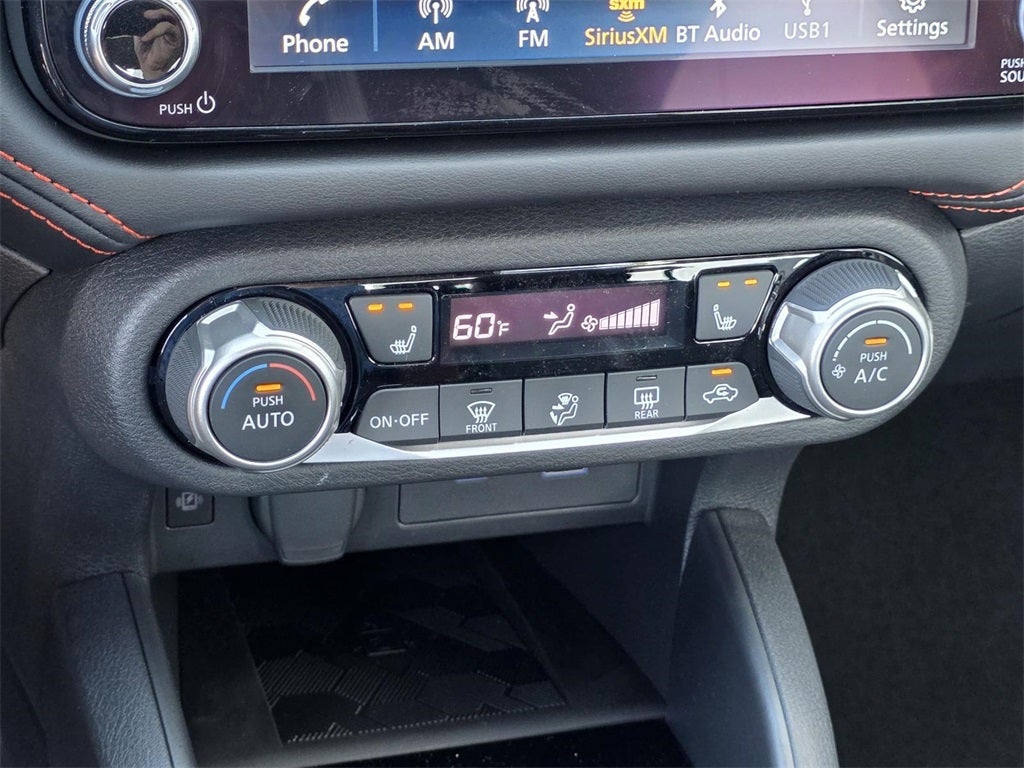 Phone AM FM SiriusXM BT Audio USB1 Settings
sxm
PUSH
PUSH
SOU
60°F
PUSH
AUTO
ON·OFF
FRONT
REAR
PUSH
A/C